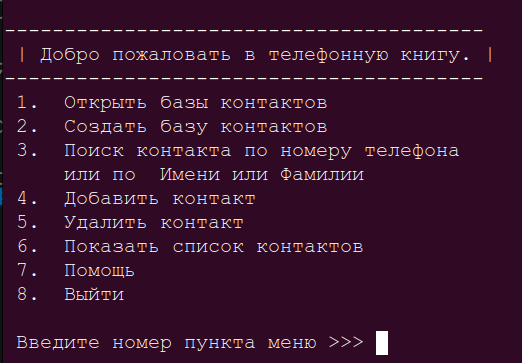 ----------------------------------------
| Добро пожаловать в телефонную книгу. |
----------------------------------------
1. Открыть базы контактов
2. Создать базу контактов
3. Поиск контакта по номеру телефона
или по Имени или Фамилии
4. Добавить контакт
5. Удалить контакт
6. Показать список контактов
7. Помощь
8. Выйти
Введите номер пункта меню >>>